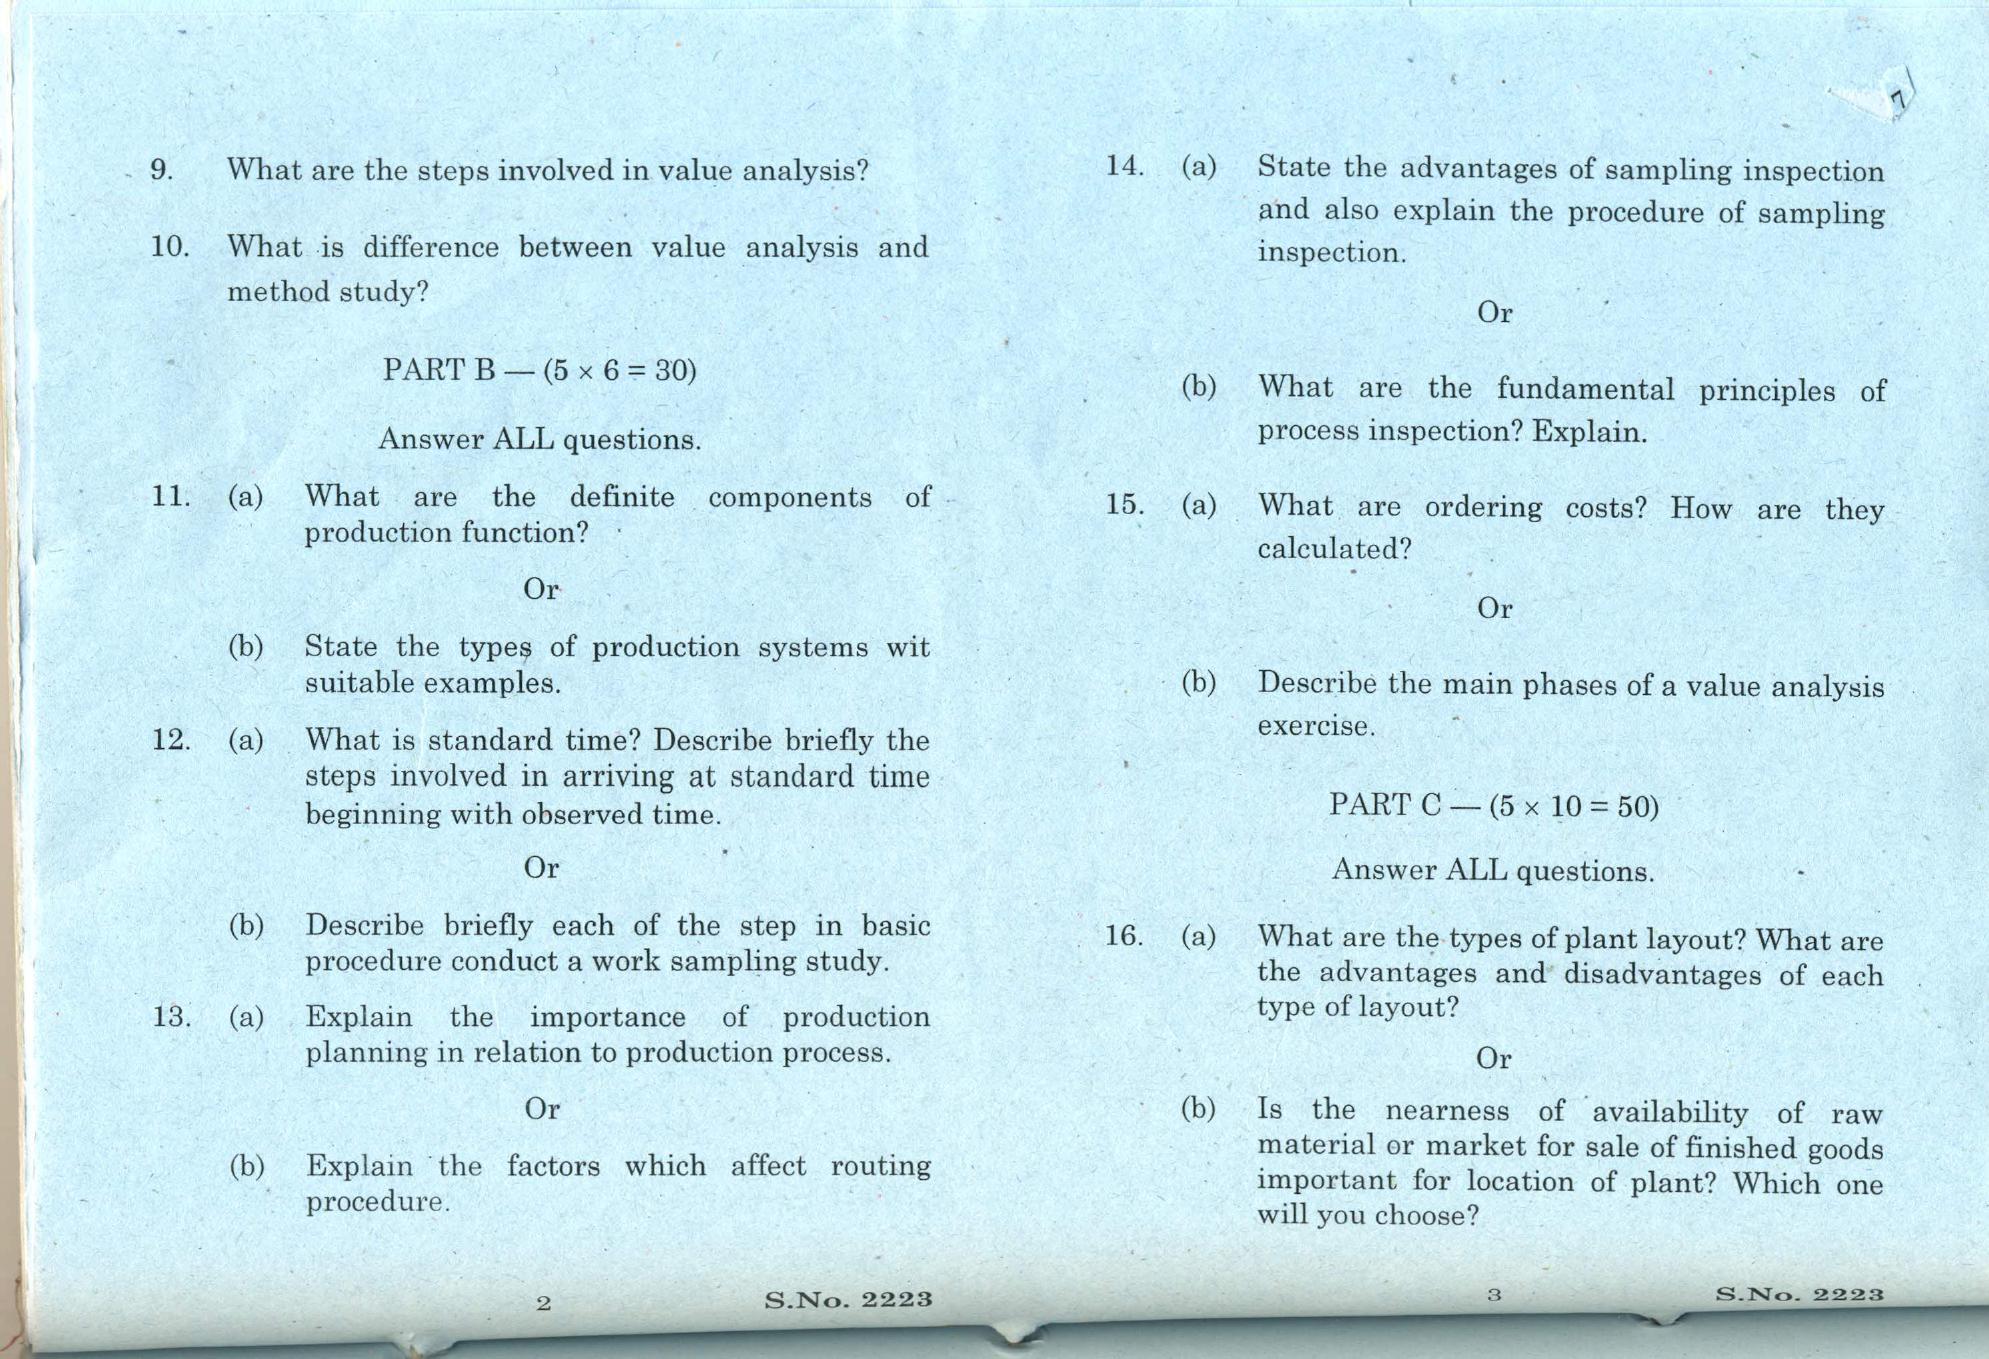 9. What are the steps involved in value analysis?
10. What is difference between value analysis and
method study?
PART B — (5 × 6 = 30)
Answer ALL questions.
11. (a) What are the definite components of
production function?
Or
(b) State the types of production systems wit
suitable examples.
12. (a) What is standard time? Describe briefly the
steps involved in arriving at standard time
beginning with observed time.
Or
(b) Describe briefly each of the step in basic
procedure conduct a work sampling study.
13. (a) Explain the importance of production
planning in relation to production process.
Or
(b) Explain the factors which affect routing
procedure.
2 S.No. 2223
7
14. (a) State the advantages of sampling inspection
and also explain the procedure of sampling
inspection.
Or
(b) What are the fundamental principles of
process inspection? Explain.
15. (a) What are ordering costs? How are they
calculated?
Or
(b) Describe the main phases of a value analysis
exercise.
PART C — (5 × 10 = 50)
Answer ALL questions.
16. (a) What are the types of plant layout? What are
the advantages and disadvantages of each
type of layout?
Or
(b) Is the nearness of availability of raw
material or market for sale of finished goods
important for location of plant? Which one
will you choose?
3 S.No. 2223